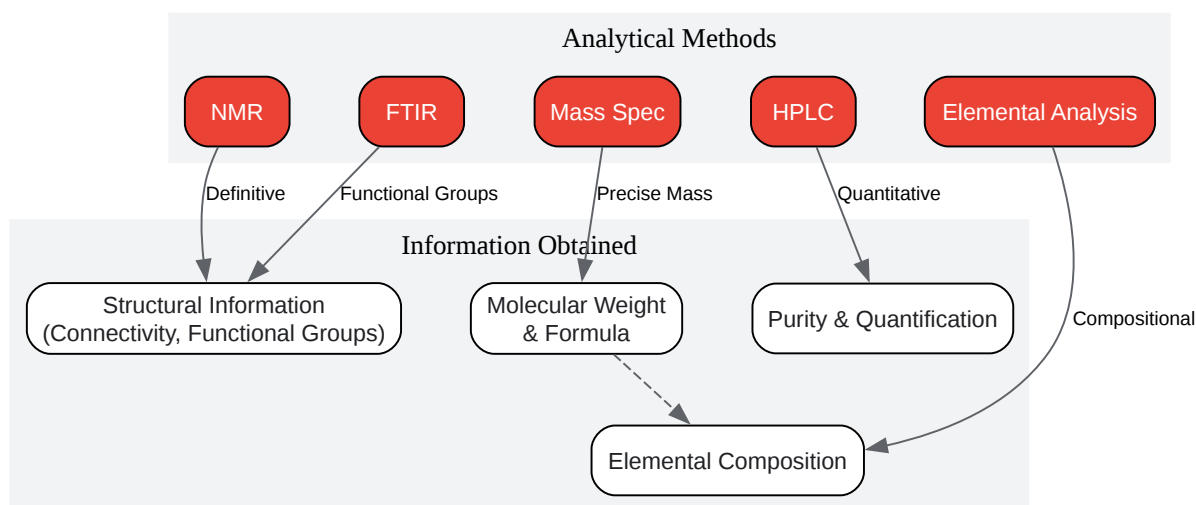 Analytical Methods
NMR
FTIR
Mass Spec
HPLC
Elemental Analysis
Definitive
Functional Groups
Precise Mass
Quantitative
Information Obtained
Structural Information
(Connectivity, Functional Groups)
Molecular Weight
& Formula
Purity & Quantification
Compositional
Elemental Composition